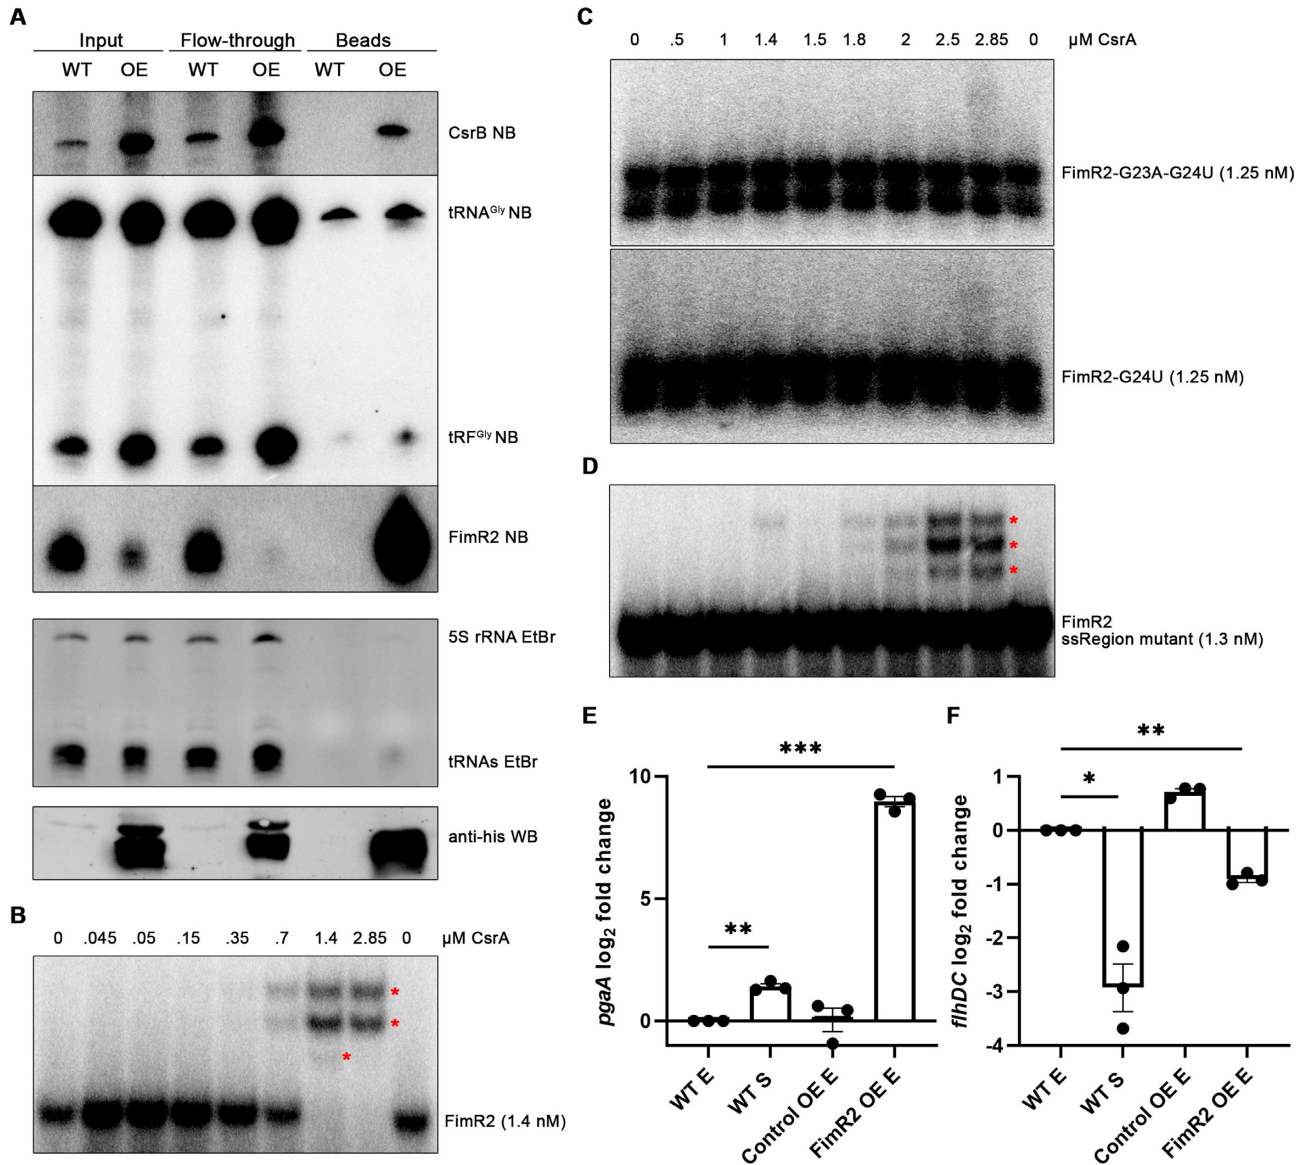 A
Input Flow-through Beads
WT OE WT OE WT OE
CsrB NB
tRNAGly NB
tRFGly NB
FimR2 NB
5S rRNA EtBr
tRNAs EtBr
anti-his WB
B
0 .045 .05 .15 .35 .7 1.4 2.85 0 µM CsrA
*
*
*
FimR2 (1.4 nM)
C
0 .5 1 1.4 1.5 1.8 2 2.5 2.85 0 µM CsrA
FimR2-G23A-G24U (1.25 nM)
FimR2-G24U (1.25 nM)
D
*
*
*
FimR2
ssRegion mutant (1.3 nM)
E
***
**
10
5
0
pgaA log2 fold change
WT E
WT S
Control OE E
FimR2 OE E
F
**
*
1
0
-1
-2
-3
-4
flhDC log2 fold change
WT E
WT S
Control OE E
FimR2 OE E